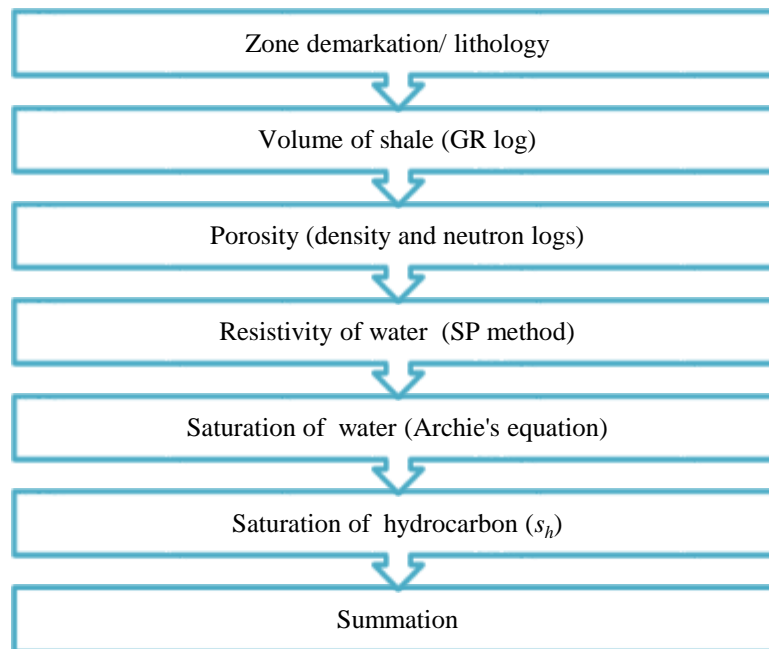 Zone demarkation/ lithology
Volume of shale (GR log)
Porosity (density and neutron logs)
Resistivity of water (SP method)
Saturation of water (Archie's equation)
Saturation of hydrocarbon (s_h)
Summation